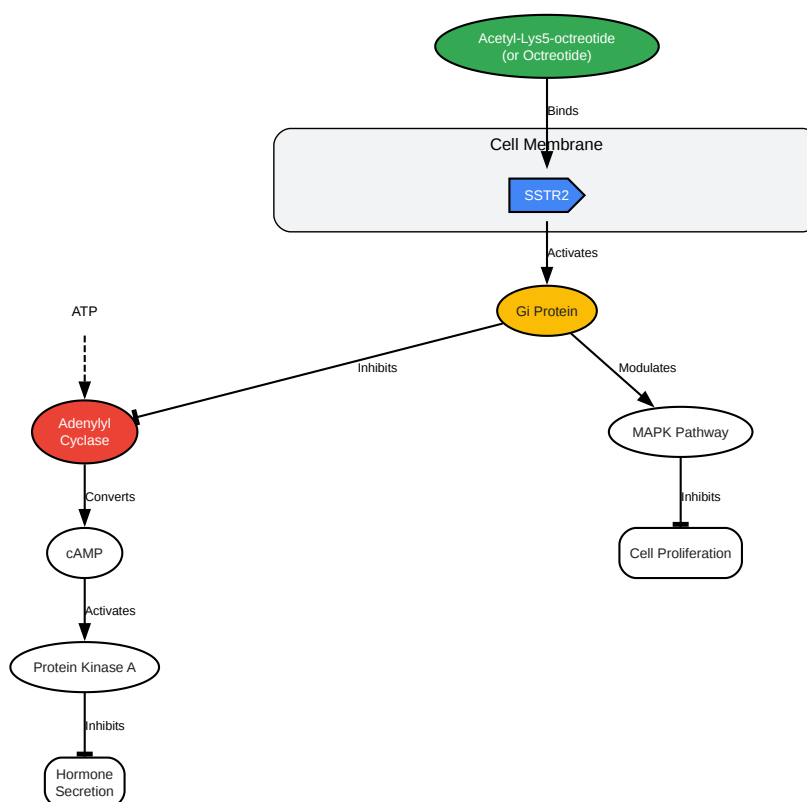 Acetyl-Lys5-octreotide
(or Octreotide)
Binds
Cell Membrane
SSTR2
Activates
Gi Protein
ATP
Inhibits
Modulates
Adenylyl
Cyclase
MAPK Pathway
Converts
Inhibits
cAMP
Cell Proliferation
Activates
Protein Kinase A
Inhibits
Hormone
Secretion